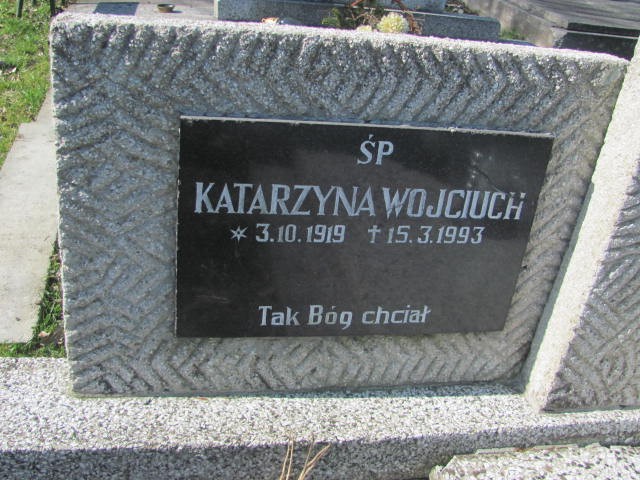 ŚP
KATARZYNA WOJCIUCH
* 3.10.1919 † 15.3.1993
Tak Bóg chciał